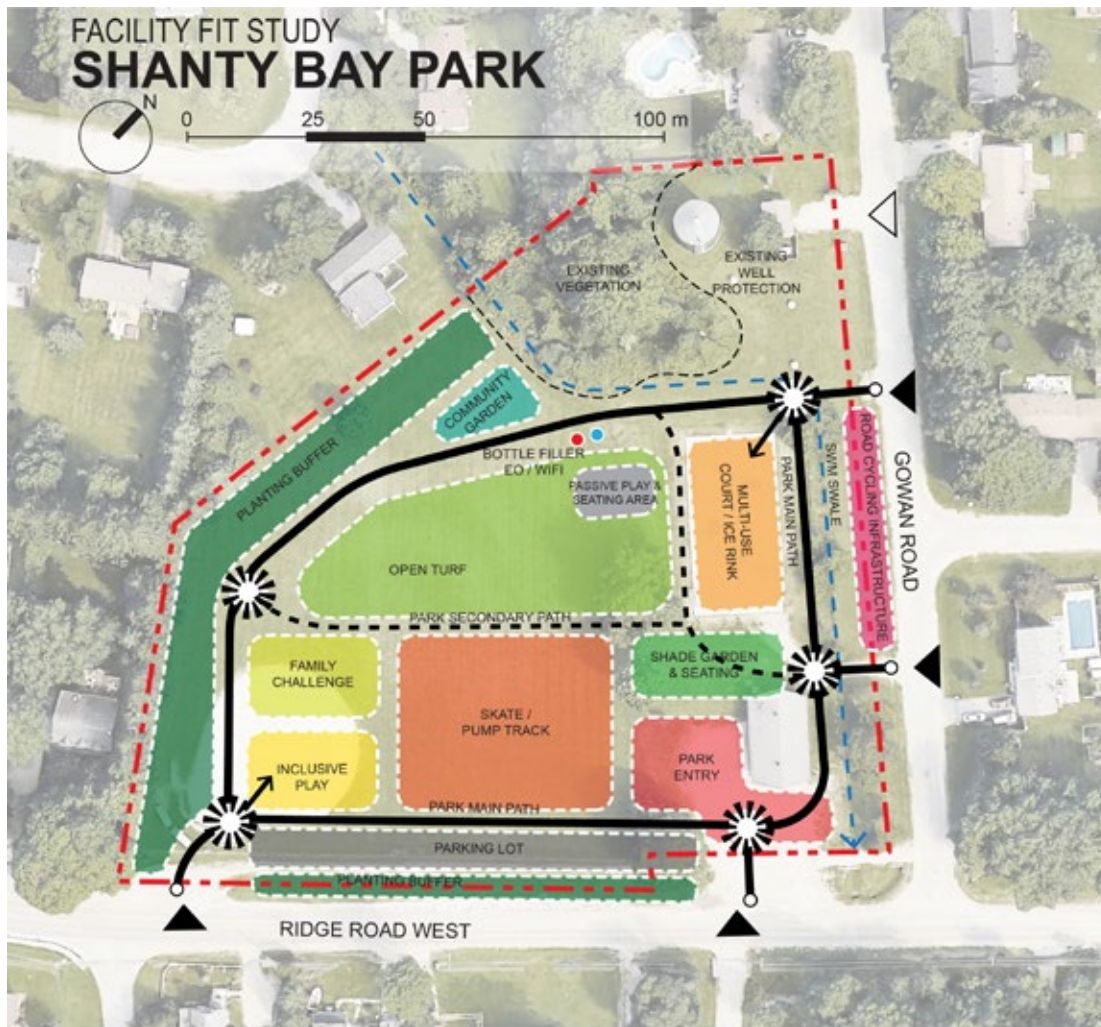 FACILITY FIT STUDY
SHANTY BAY PARK
N
0 25 50 100 m
EXISTING
VEGETATION
EXISTING
WELL
PROTECTION
COMMUNITY
GARDEN
PLANTING BUFFER
BOTTLE FILLER
EO / WIFI
PASSIVE PLAY &
SEATING AREA
MULTI-USE
COURT / ICE RINK
PARK MAIN PATH
SWM SWALE
ROAD CYCLING INFRASTRUCTURE
GOWAN ROAD
OPEN TURF
PARK SECONDARY PATH
FAMILY
CHALLENGE
SKATE /
PUMP TRACK
SHADE GARDEN
& SEATING
INCLUSIVE
PLAY
PARK
ENTRY
PARK MAIN PATH
PARKING LOT
PLANTING BUFFER
RIDGE ROAD WEST